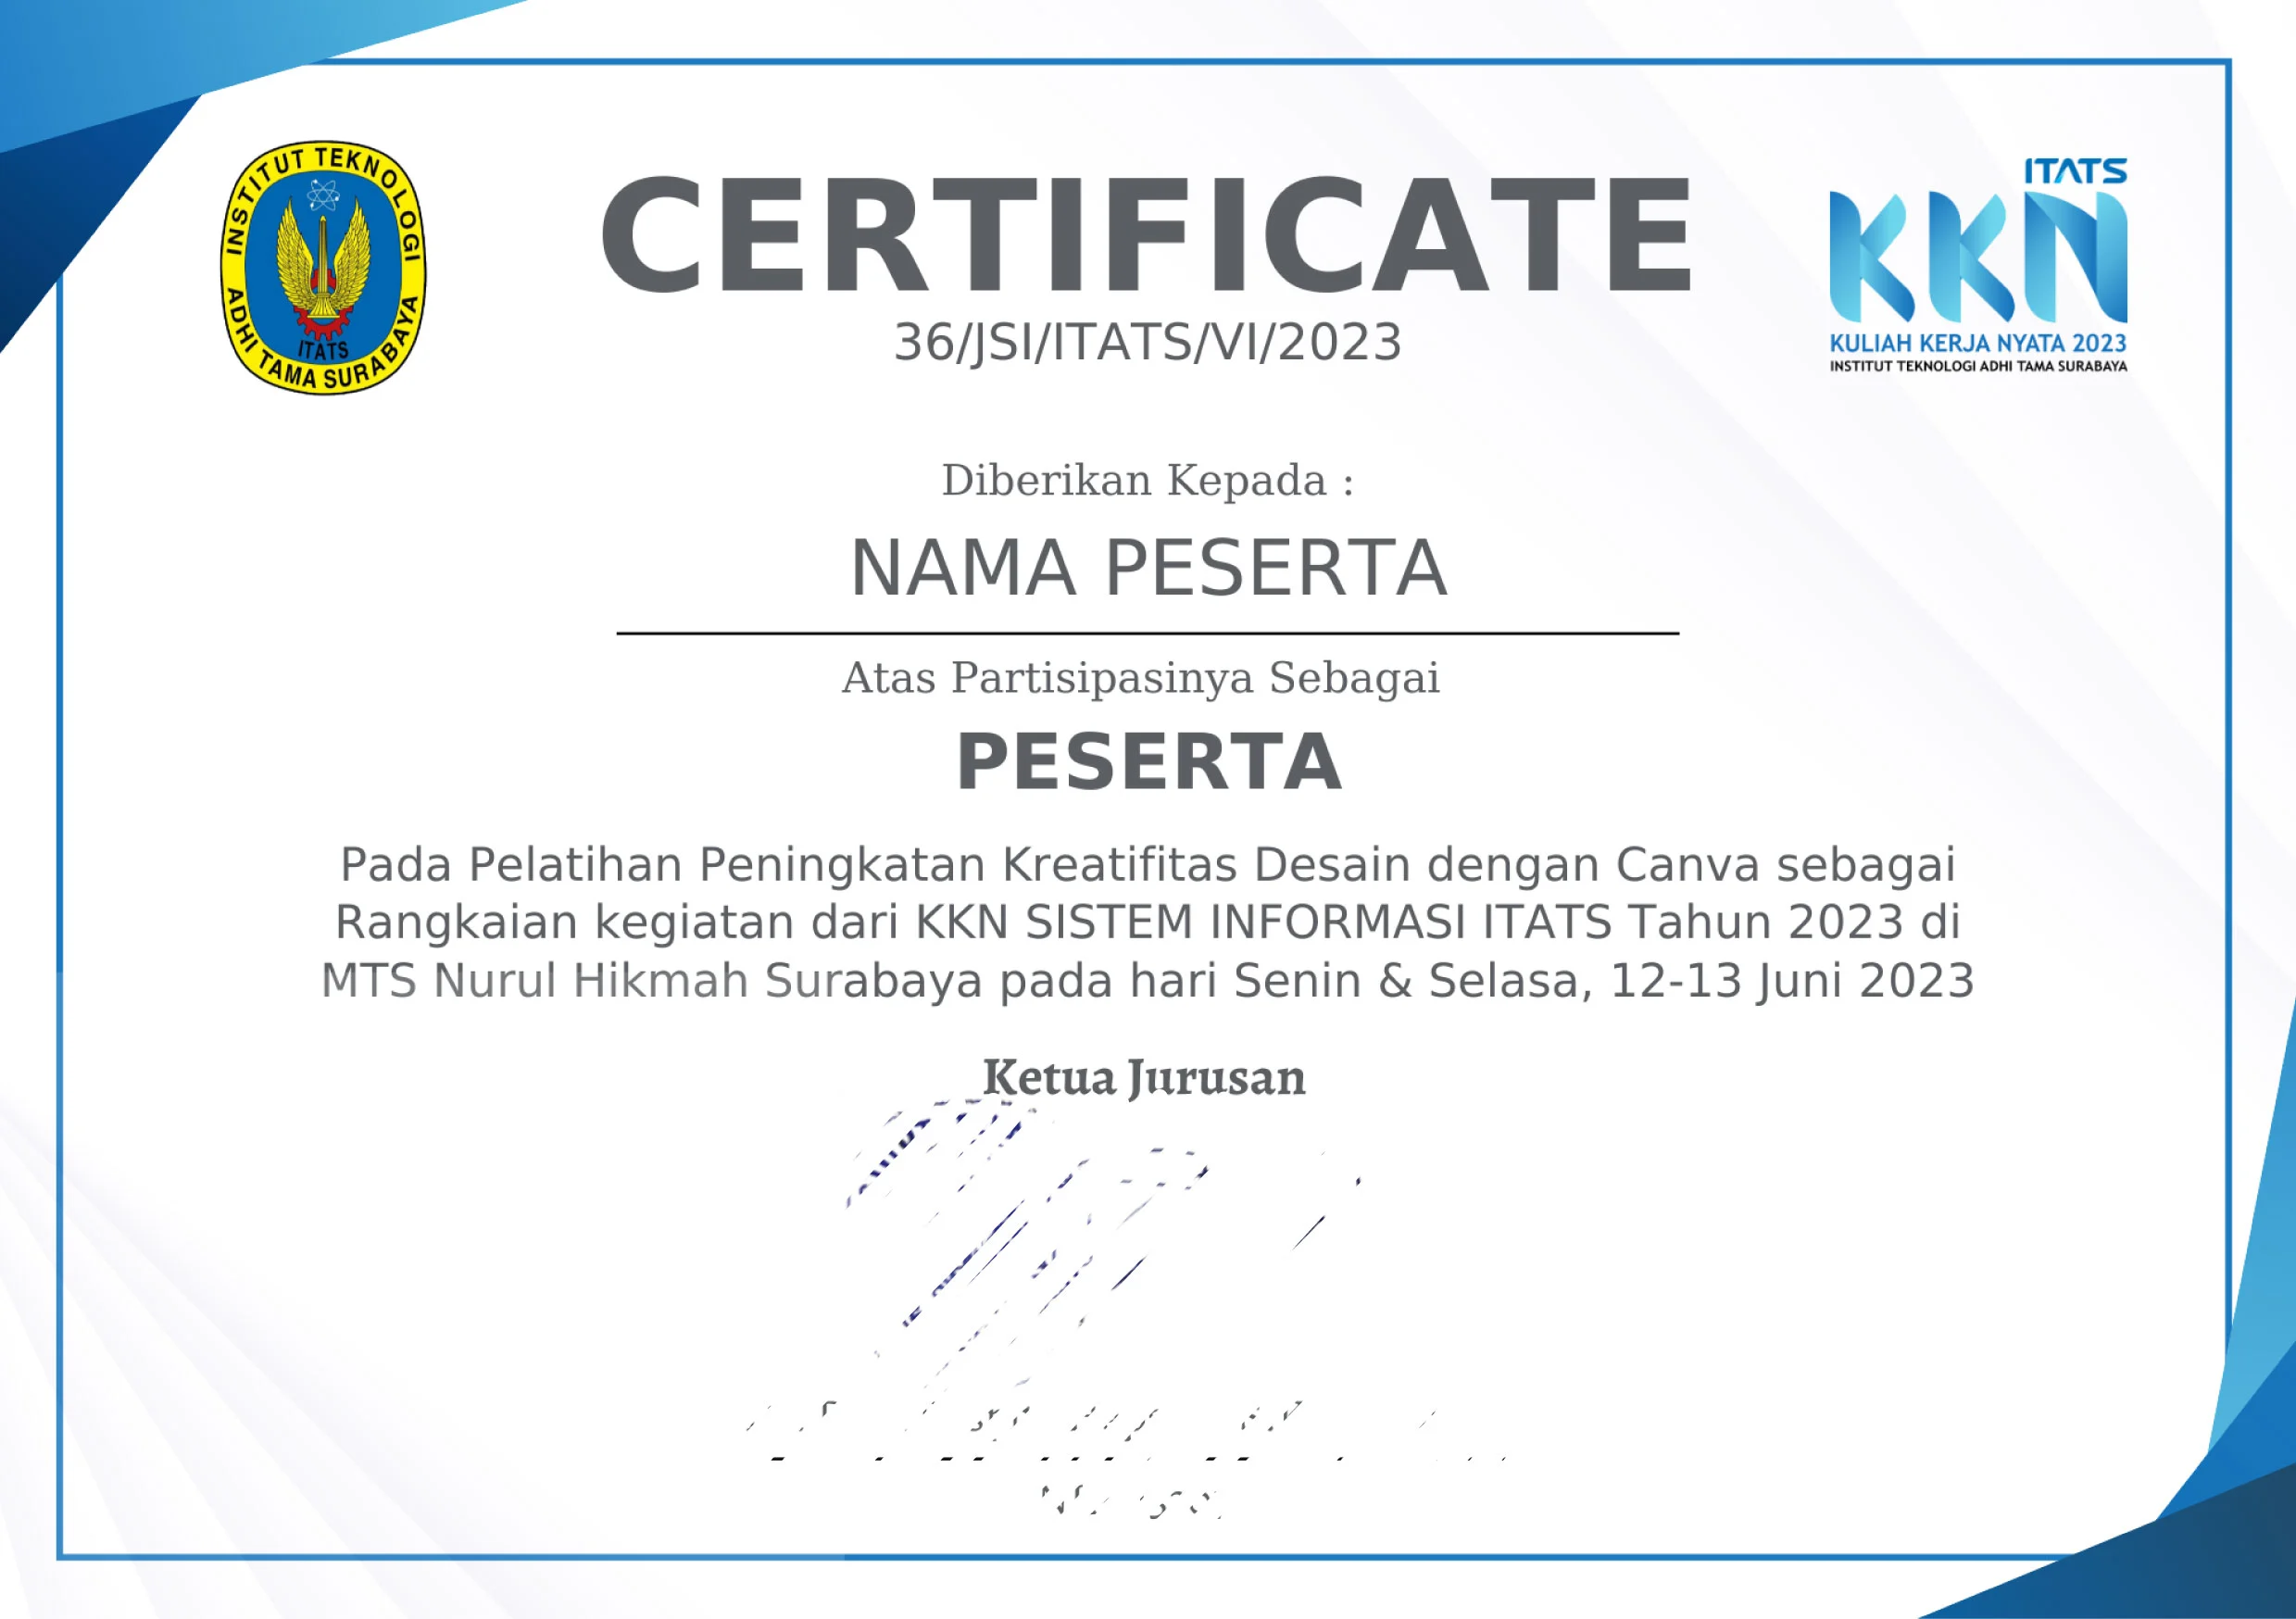 INSTITUT TEKNOLOGI
ADHI TAMA SURABAYA
ITATS
CERTIFICATE
36/JSI/ITATS/VI/2023
ITATS
KKN
KULIAH KERJA NYATA 2023
INSTITUT TEKNOLOGI ADHI TAMA SURABAYA
Diberikan Kepada :
NAMA PESERTA
Atas Partisipasinya Sebagai
PESERTA
Pada Pelatihan Peningkatan Kreatifitas Desain dengan Canva sebagai
Rangkaian kegiatan dari KKN SISTEM INFORMASI ITATS Tahun 2023 di
MTS Nurul Hikmah Surabaya pada hari Senin & Selasa, 12-13 Juni 2023
Ketua Jurusan